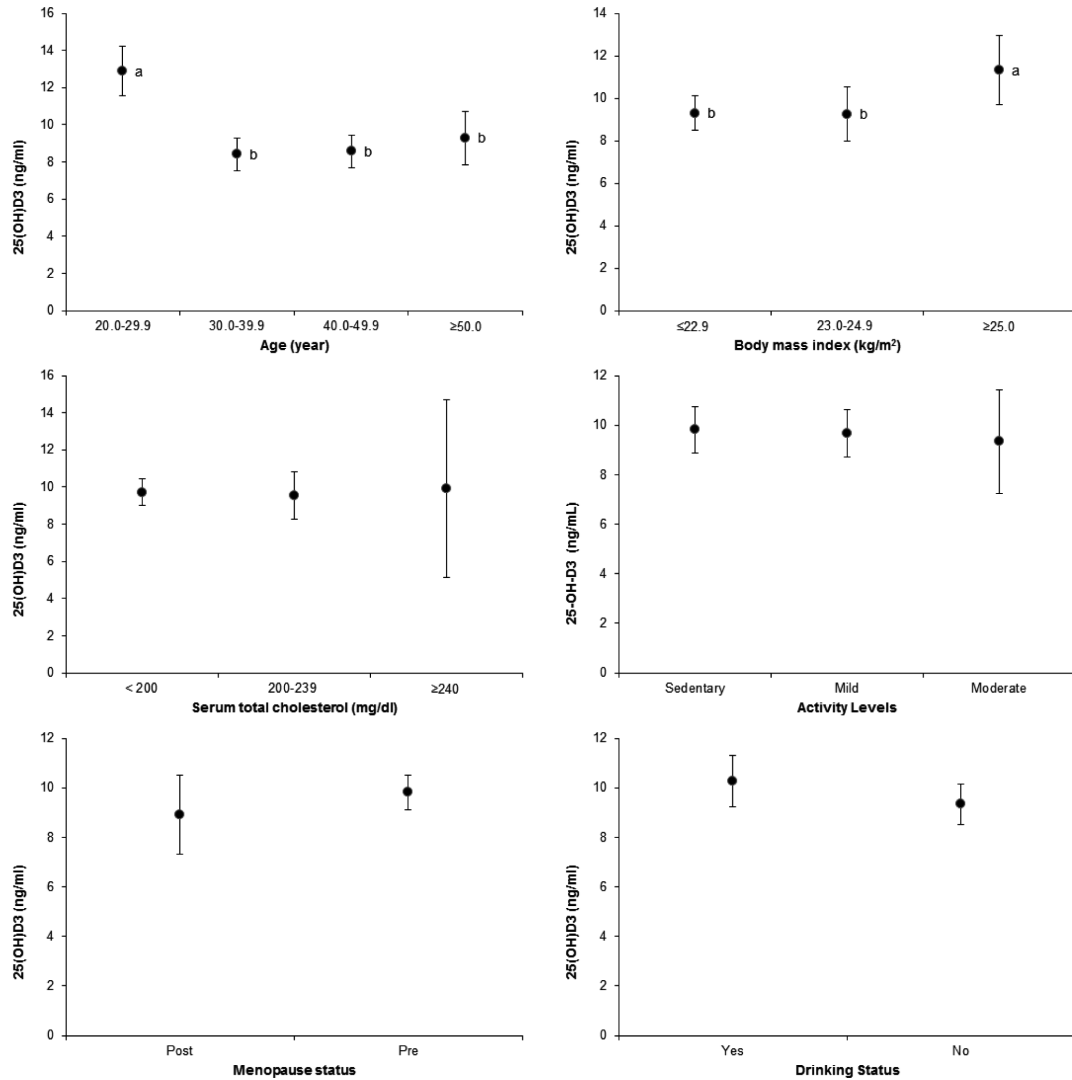 16
14
12
10
8
6
4
2
0
25(OH)D3 (ng/ml)
a
b
b
b
20.0-29.9 30.0-39.9 40.0-49.9 ≥50.0
Age (year)
14
12
10
8
6
4
2
0
25(OH)D3 (ng/ml)
b
b
a
≤22.9 23.0-24.9 ≥25.0
Body mass index (kg/m²)
16
14
12
10
8
6
4
2
0
25(OH)D3 (ng/ml)
< 200 200-239 ≥240
Serum total cholesterol (mg/dl)
12
10
8
6
4
2
0
25-OH-D3 (ng/mL)
Sedentary Mild Moderate
Activity Levels
12
10
8
6
4
2
0
25(OH)D3 (ng/ml)
Post Pre
Menopause status
12
10
8
6
4
2
0
25(OH)D3 (ng/ml)
Yes No
Drinking Status